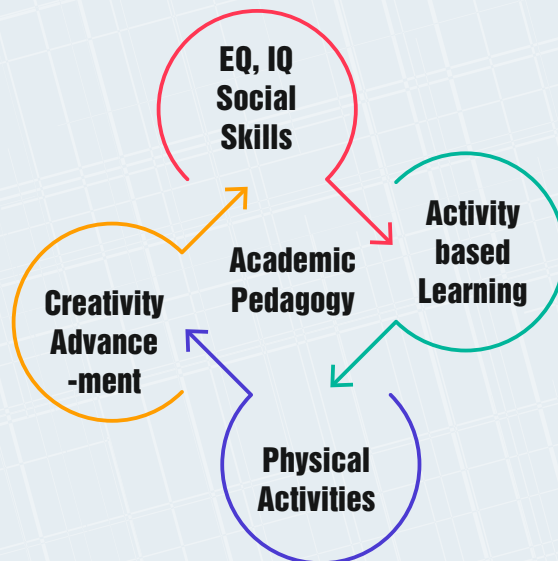 EQ, IQ
Social
Skills
Activity
based
Learning
Academic
Pedagogy
Creativity
Advance
-ment
Physical
Activities